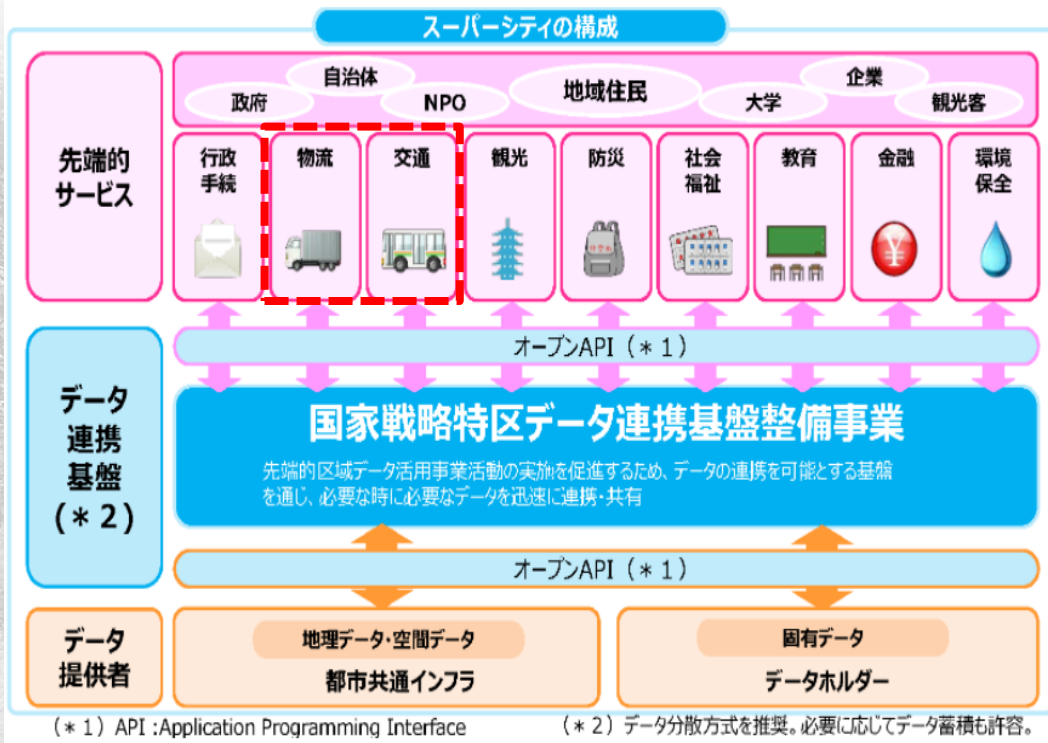 スーパーシティの構成
先端的
サービス
政府
自治体
NPO
地域住民
大学
企業
観光客
行政
手続
物流
交通
観光
防災
社会
福祉
教育
金融
環境
保全
オープンAPI（＊1）
データ
連携
基盤
(＊2)
国家戦略特区データ連携基盤整備事業
先端的区域データ活用事業活動の実施を促進するため、データの連携を可能とする基盤
を通じ、必要な時に必要なデータを迅速に連携・共有
オープンAPI（＊1）
データ
提供者
地理データ・空間データ
都市共通インフラ
固有データ
データホルダー
（＊1）API :Application Programming Interface
（＊2）データ分散方式を推奨。必要に応じてデータ蓄積も許容。